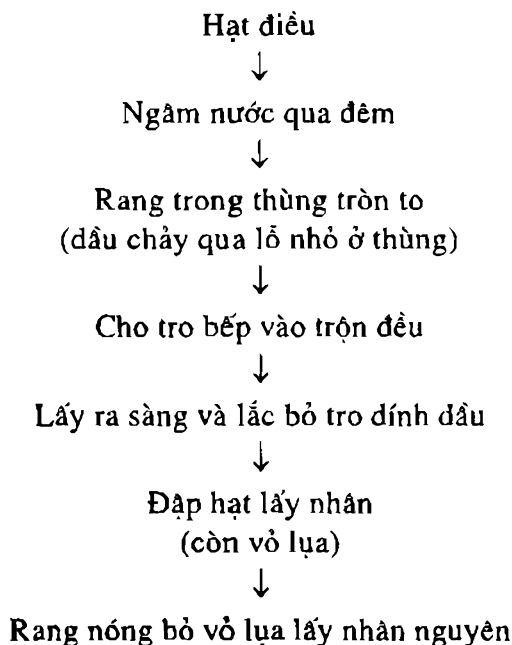 Hạt điều
↓
Ngâm nước qua đêm
↓
Rang trong thùng tròn to
(dầu chảy qua lỗ nhỏ ở thùng)
↓
Cho tro bếp vào trộn đều
↓
Lấy ra sàng và lắc bỏ tro dính dầu
↓
Đập hạt lấy nhân
(còn vỏ lụa)
↓
Rang nóng bỏ vỏ lụa lấy nhân nguyên